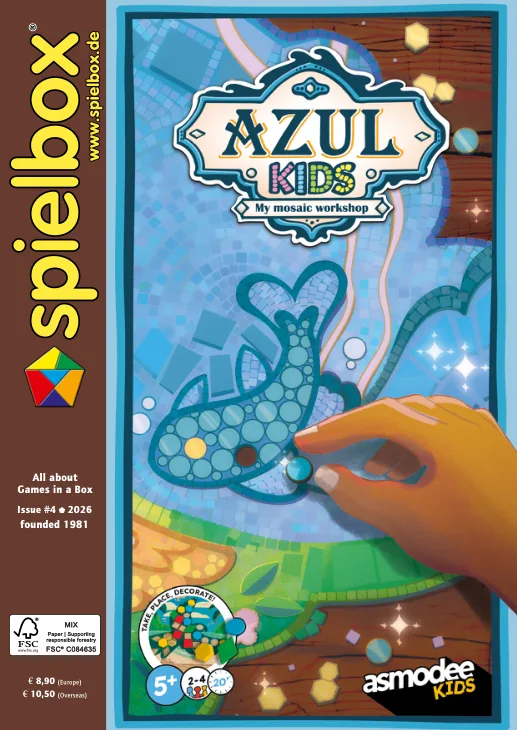 spielbox®
www.spielbox.de
All about
Games in a Box
Issue #4 ● 2026
founded 1981
FSC
www.fsc.org
MIX
Paper | Supporting
responsible forestry
FSC® C084635
€ 8,90 (Europe)
€ 10,50 (Overseas)
AZUL
KIDS
My mosaic workshop
TAKE, PLACE, DECORATE!
5+
2-4
20'
asmodee
KIDS